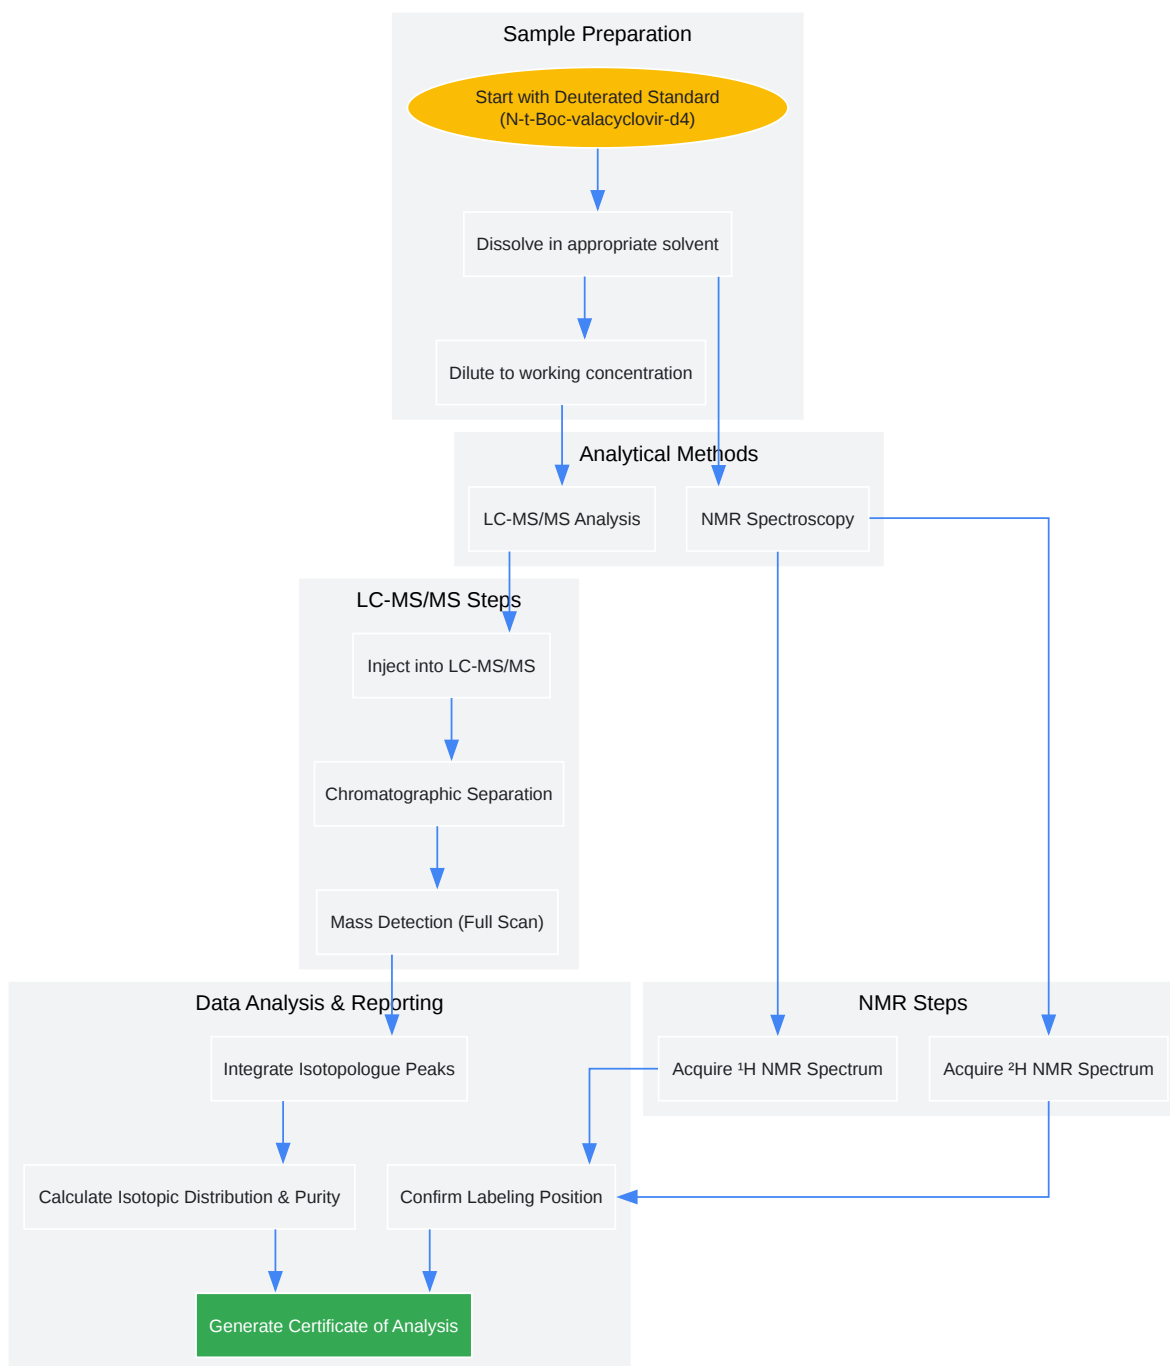 Sample Preparation
Start with Deuterated Standard
(N-t-Boc-valacyclovir-d4)
Dissolve in appropriate solvent
Dilute to working concentration
Analytical Methods
LC-MS/MS Analysis
NMR Spectroscopy
LC-MS/MS Steps
Inject into LC-MS/MS
Chromatographic Separation
Mass Detection (Full Scan)
Data Analysis & Reporting
NMR Steps
Integrate Isotopologue Peaks
Acquire ¹H NMR Spectrum
Acquire ²H NMR Spectrum
Calculate Isotopic Distribution & Purity
Confirm Labeling Position
Generate Certificate of Analysis